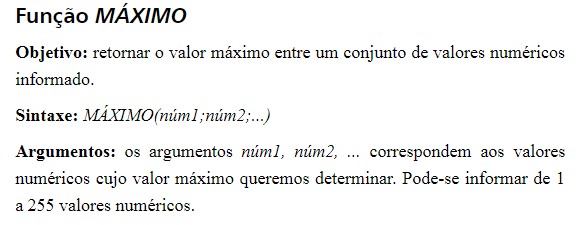 Função MÁXIMO
Objetivo: retornar o valor máximo entre um conjunto de valores numéricos
informado.
Sintaxe: MÁXIMO(núm1;núm2;...)
Argumentos: os argumentos núm1, núm2, ... correspondem aos valores
numéricos cujo valor máximo queremos determinar. Pode-se informar de 1
a 255 valores numéricos.